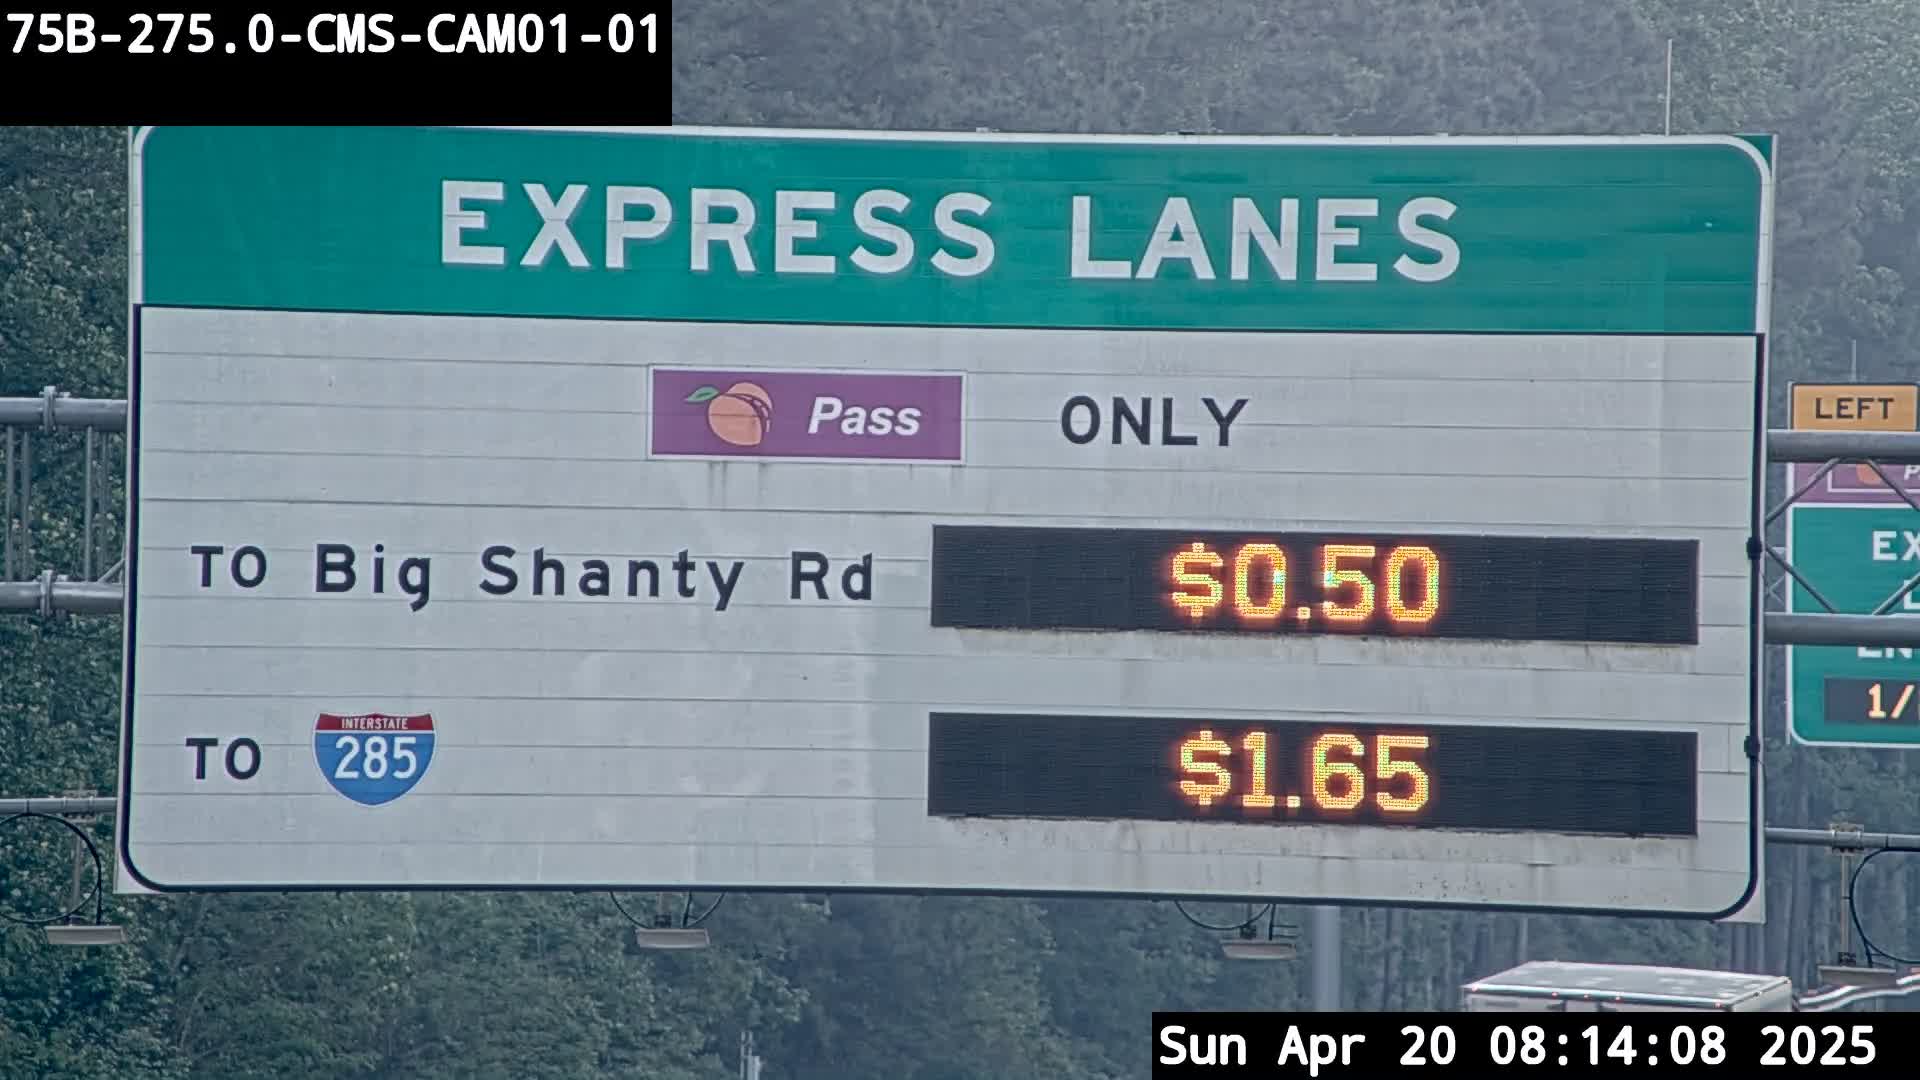 75B-275.0-CMS-CAM01-01
EXPRESS LANES
Pass ONLY
TO Big Shanty Rd $0.50
TO INTERSTATE 285 $1.65
LEFT
1/
Sun Apr 20 08:14:08 2025